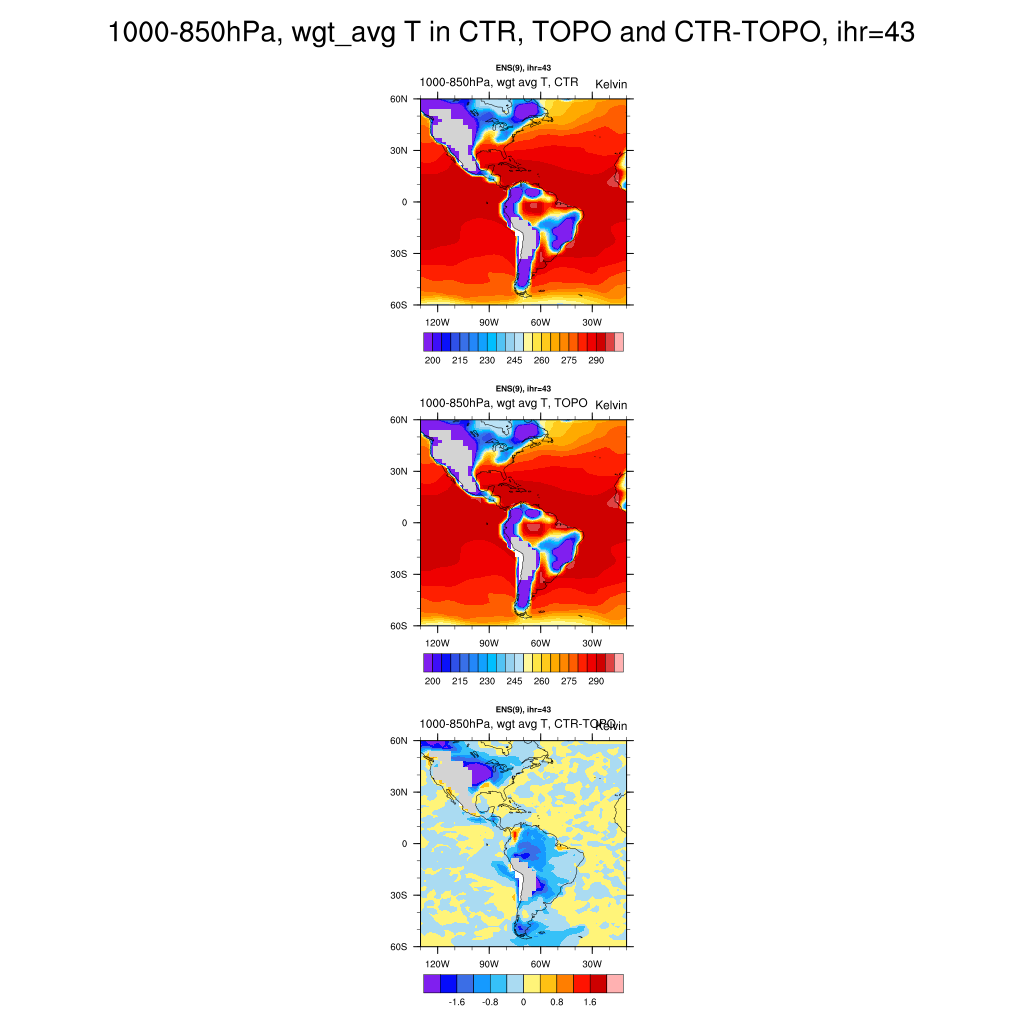 1000-850hPa, wgt_avg T in CTR, TOPO and CTR-TOPO, ihr=43
ENS(9), ihr=43
1000-850hPa, wgt avg T, CTR Kelvin
60N
30N
0
30S
60S
120W 90W 60W 30W
200 215 230 245 260 275 290
ENS(9), ihr=43
1000-850hPa, wgt avg T, TOPO Kelvin
60N
30N
0
30S
60S
120W 90W 60W 30W
200 215 230 245 260 275 290
ENS(9), ihr=43
1000-850hPa, wgt avg T, CTR-TOPO Kelvin
60N
30N
0
30S
60S
120W 90W 60W 30W
-1.6 -0.8 0 0.8 1.6